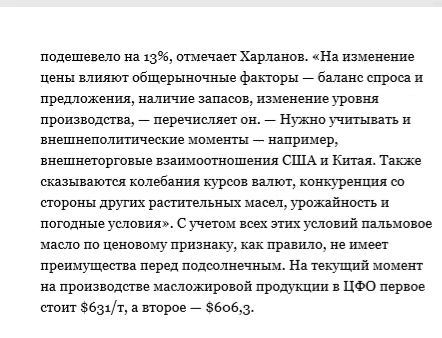 подешевело на 13%, отмечает Харланов. «На изменение
цены влияют общерыночные факторы — баланс спроса и
предложения, наличие запасов, изменение уровня
производства, — перечисляет он. — Нужно учитывать и
внешнеполитические моменты — например,
внешнеторговые взаимоотношения США и Китая. Также
сказываются колебания курсов валют, конкуренция со
стороны других растительных масел, урожайность и
погодные условия». С учетом всех этих условий пальмовое
масло по ценовому признаку, как правило, не имеет
преимущества перед подсолнечным. На текущий момент
на производстве масложировой продукции в ЦФО первое
стоит $631/т, а второе — $606,3.